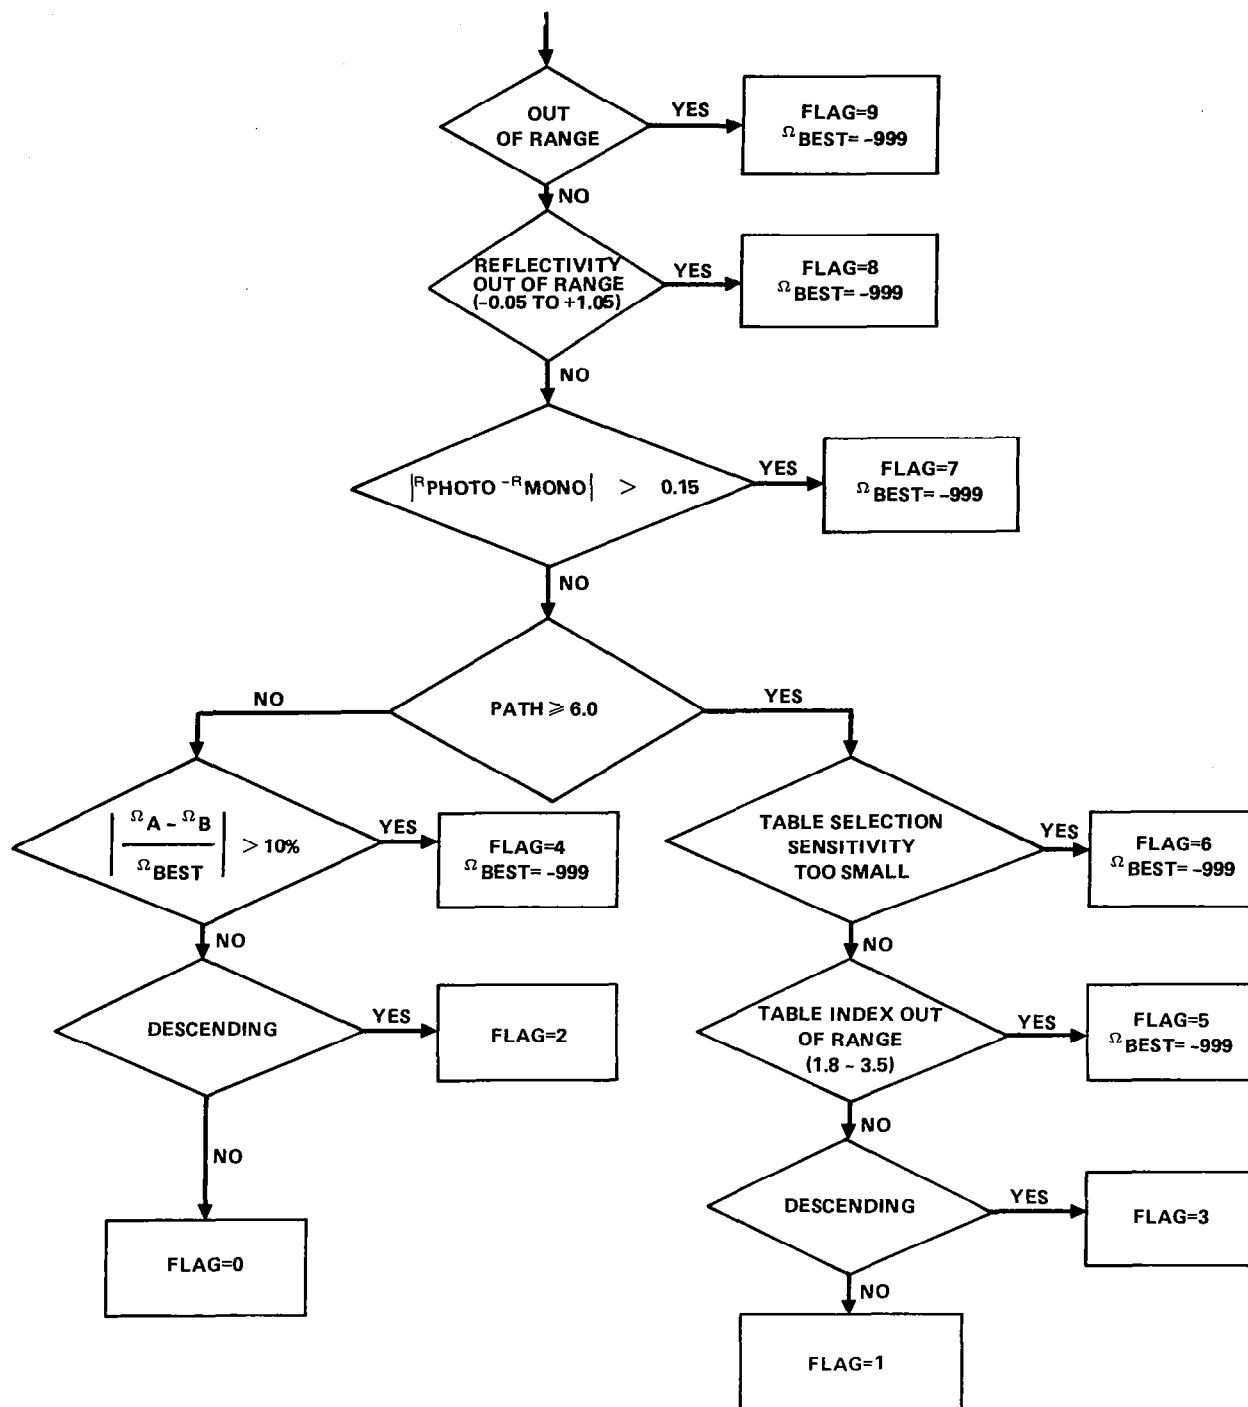 OUT
OF RANGE
YES
FLAG=9
ΩBEST= -999
NO
REFLECTIVITY
OUT OF RANGE
(-0.05 TO +1.05)
YES
FLAG=8
ΩBEST= -999
NO
|RPHOTO -RMONO| > 0.15
YES
FLAG=7
ΩBEST= -999
NO
PATH ⩾ 6.0
NO
YES
ΩA - ΩB
ΩBEST
> 10%
YES
FLAG=4
ΩBEST= -999
TABLE SELECTION
SENSITIVITY
TOO SMALL
YES
FLAG=6
ΩBEST= -999
NO
NO
DESCENDING
YES
FLAG=2
TABLE INDEX OUT
OF RANGE
(1.8 - 3.5)
YES
FLAG=5
ΩBEST= -999
NO
NO
DESCENDING
YES
FLAG=3
FLAG=0
NO
FLAG=1